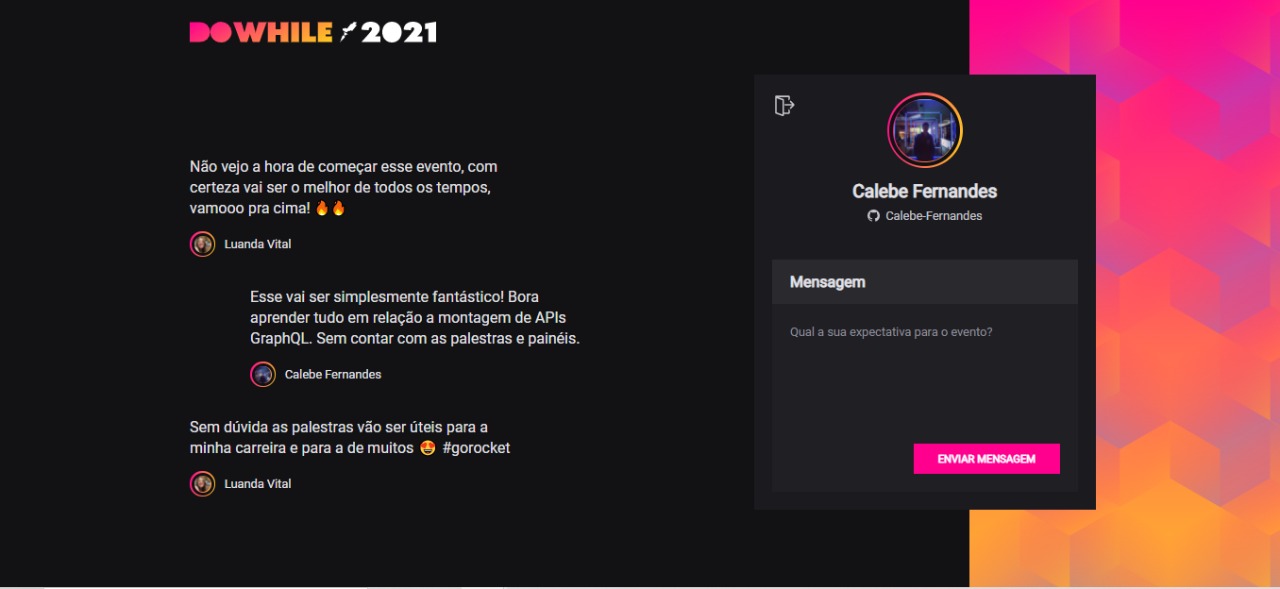 DOWHILE 2021
Não vejo a hora de começar esse evento, com
certeza vai ser o melhor de todos os tempos,
vamooo pra cima! 🔥🔥
Luanda Vital
Esse vai ser simplesmente fantástico! Bora
aprender tudo em relação a montagem de APIs
GraphQL. Sem contar com as palestras e painéis.
Calebe Fernandes
Sem dúvida as palestras vão ser úteis para a
minha carreira e para a de muitos 🤩 #gorocket
Luanda Vital
Calebe Fernandes
Calebe-Fernandes
Mensagem
Qual a sua expectativa para o evento?
ENVIAR MENSAGEM